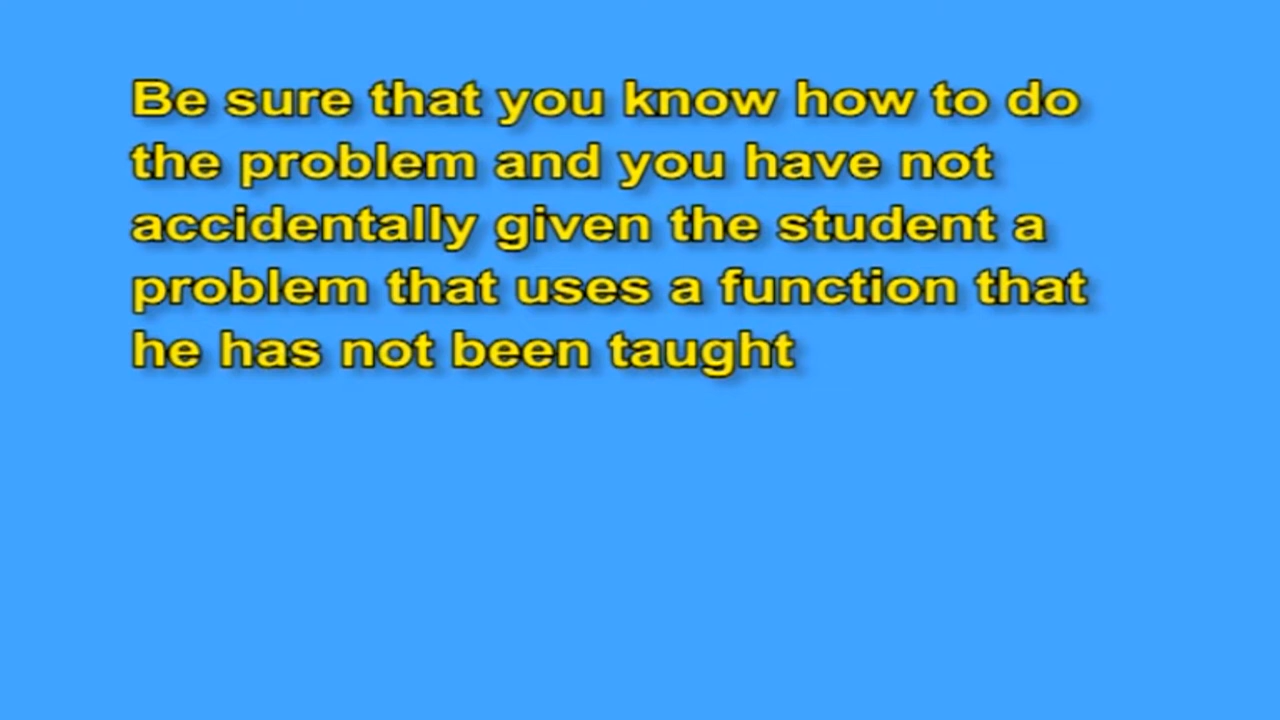 Be sure that you know how to do
the problem and you have not
accidentally given the student a
problem that uses a function that
he has not been taught